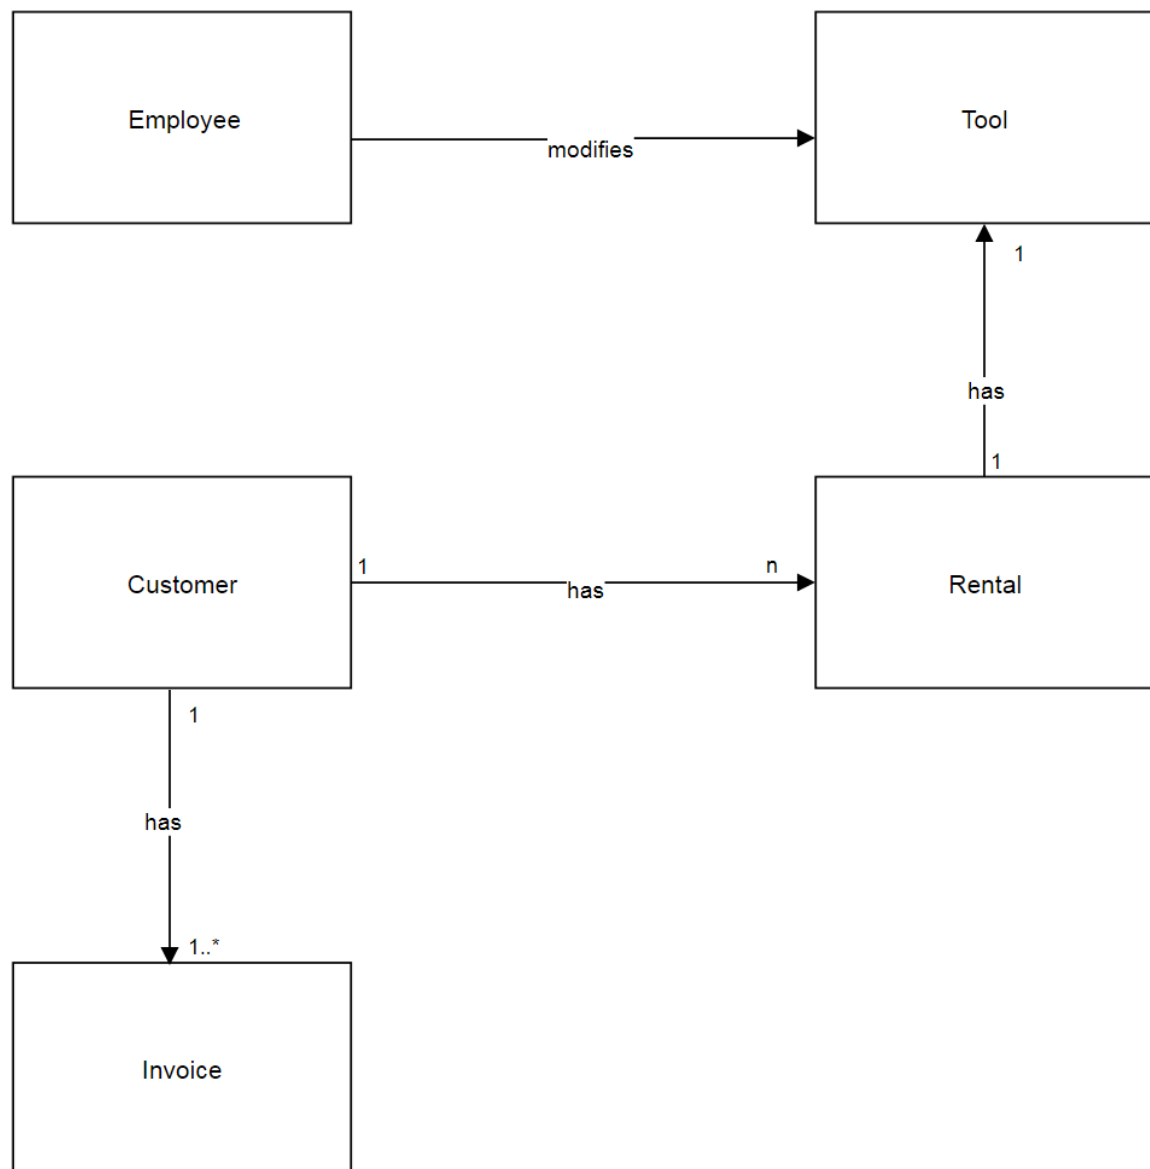 Employee
Tool
modifies
1
has
1
Customer
1
has
n
Rental
1
has
1..*
Invoice